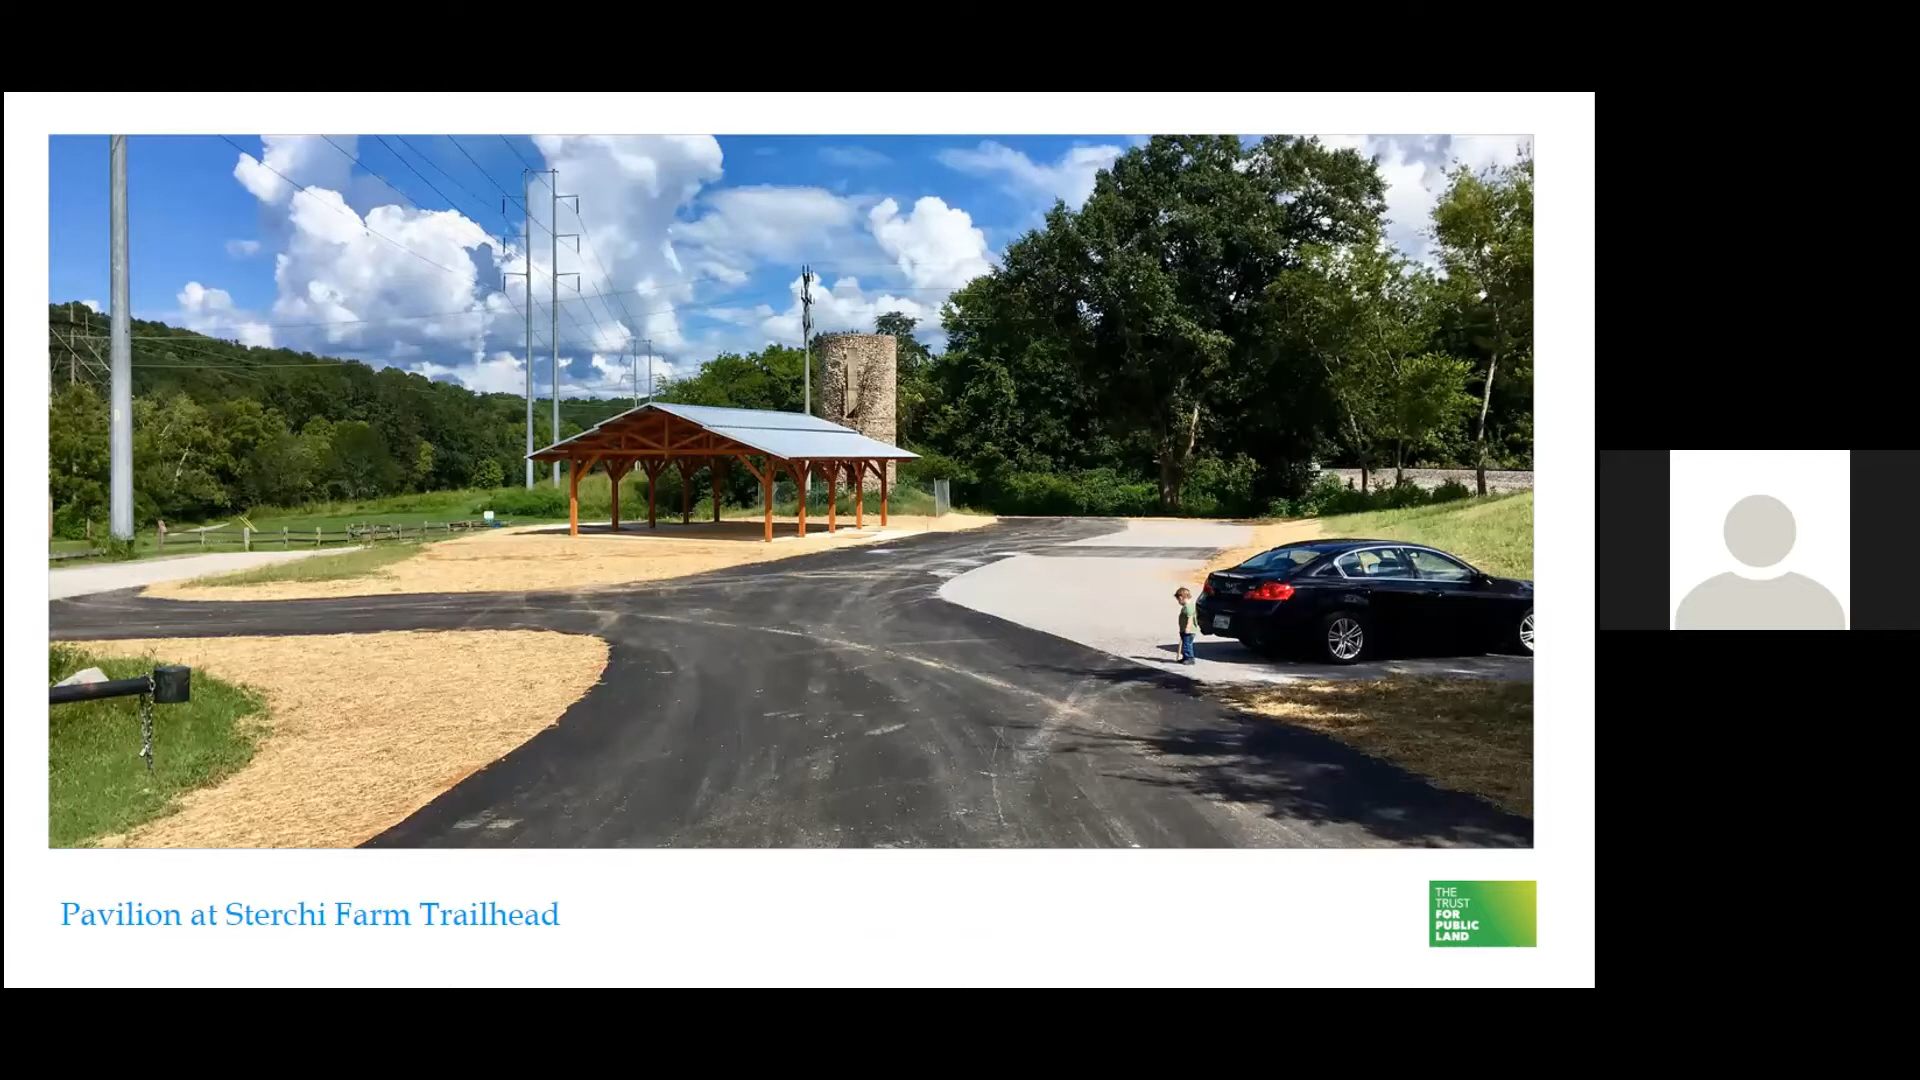 Pavilion at Sterchi Farm Trailhead
THE
TRUST
FOR
PUBLIC
LAND